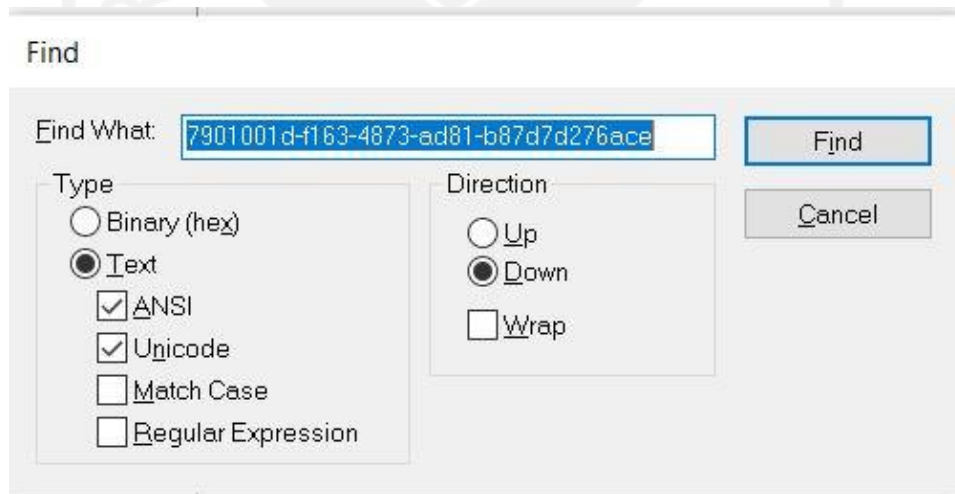 Find
Find What: 7901001d-f163-4873-ad81-b87d7d276ace
Find
Cancel
Type
Binary (hex)
Text
ANSI
Unicode
Match Case
Regular Expression
Direction
Up
Down
Wrap